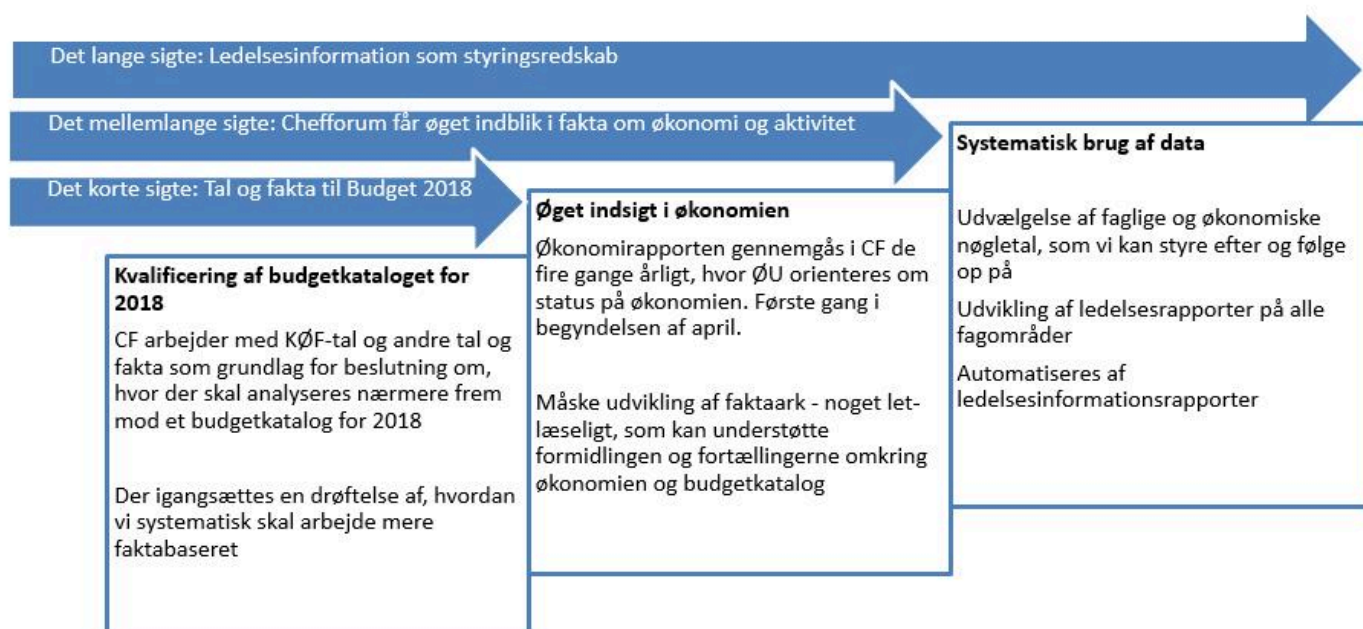 Det lange sigte: Ledelsesinformation som styringsredskab
Det mellemlange sigte: Chefforum får øget indblik i fakta om økonomi og aktivitet
Det korte sigte: Tal og fakta til Budget 2018
Kvalificering af budgetkataloget for
2018
CF arbejder med KØF-tal og andre tal og
fakta som grundlag for beslutning om,
hvor der skal analyseres nærmere frem
mod et budgetkatalog for 2018
Der igangsættes en drøftelse af, hvordan
vi systematisk skal arbejde mere
faktabaseret
Øget indsigt i økonomien
Økonomirapporten gennemgås i CF de
fire gange årligt, hvor ØU orienteres om
status på økonomien. Første gang i
begyndelsen af april.
Måske udvikling af faktaark - noget let-
læseligt, som kan understøtte
formidlingen og fortællingerne omkring
økonomien og budgetkatalog
Systematisk brug af data
Udvælgelse af faglige og økonomiske
nøgletal, som vi kan styre efter og følge
op på
Udvikling af ledelsesrapporter på alle
fagområder
Automatiseres af
ledelsesinformationsrapporter